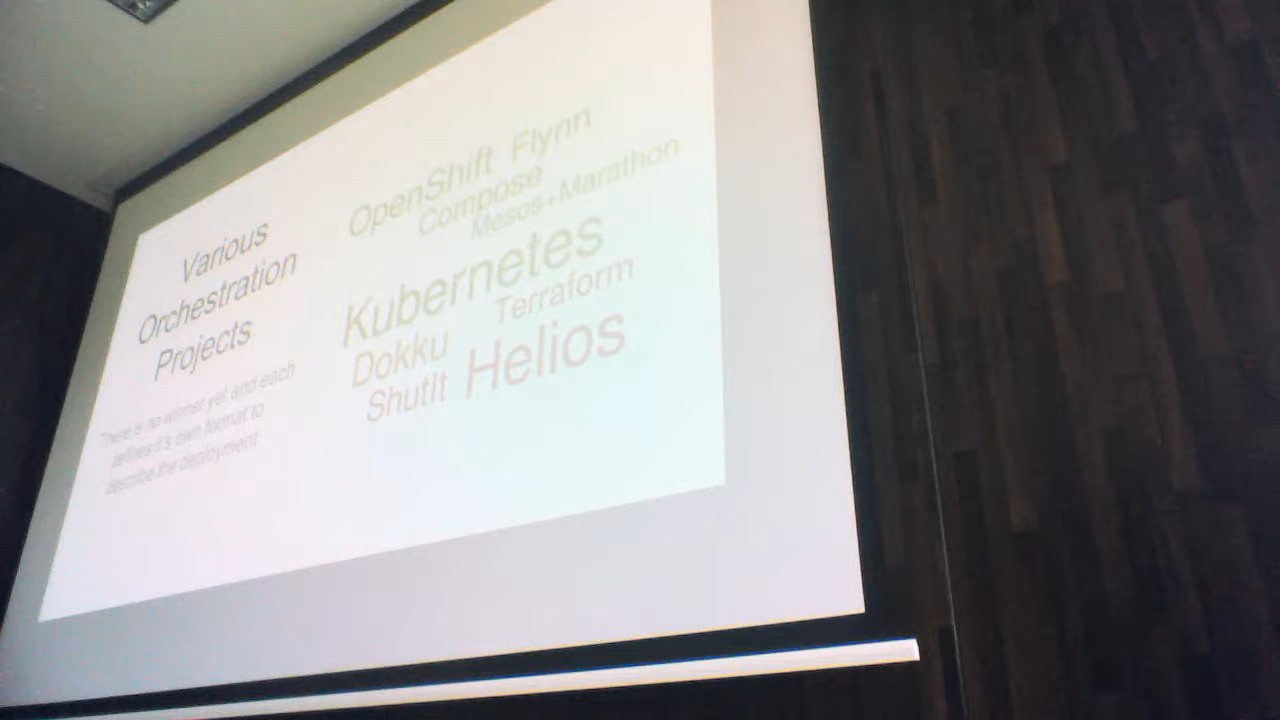 Various
Orchestration
Projects
There is no winner yet and each
defines it's own format to
describe the deployment
OpenShift Flynn
Compose
Mesos+Marathon
Kubernetes
Terraform
Dokku
Helios
ShutIt